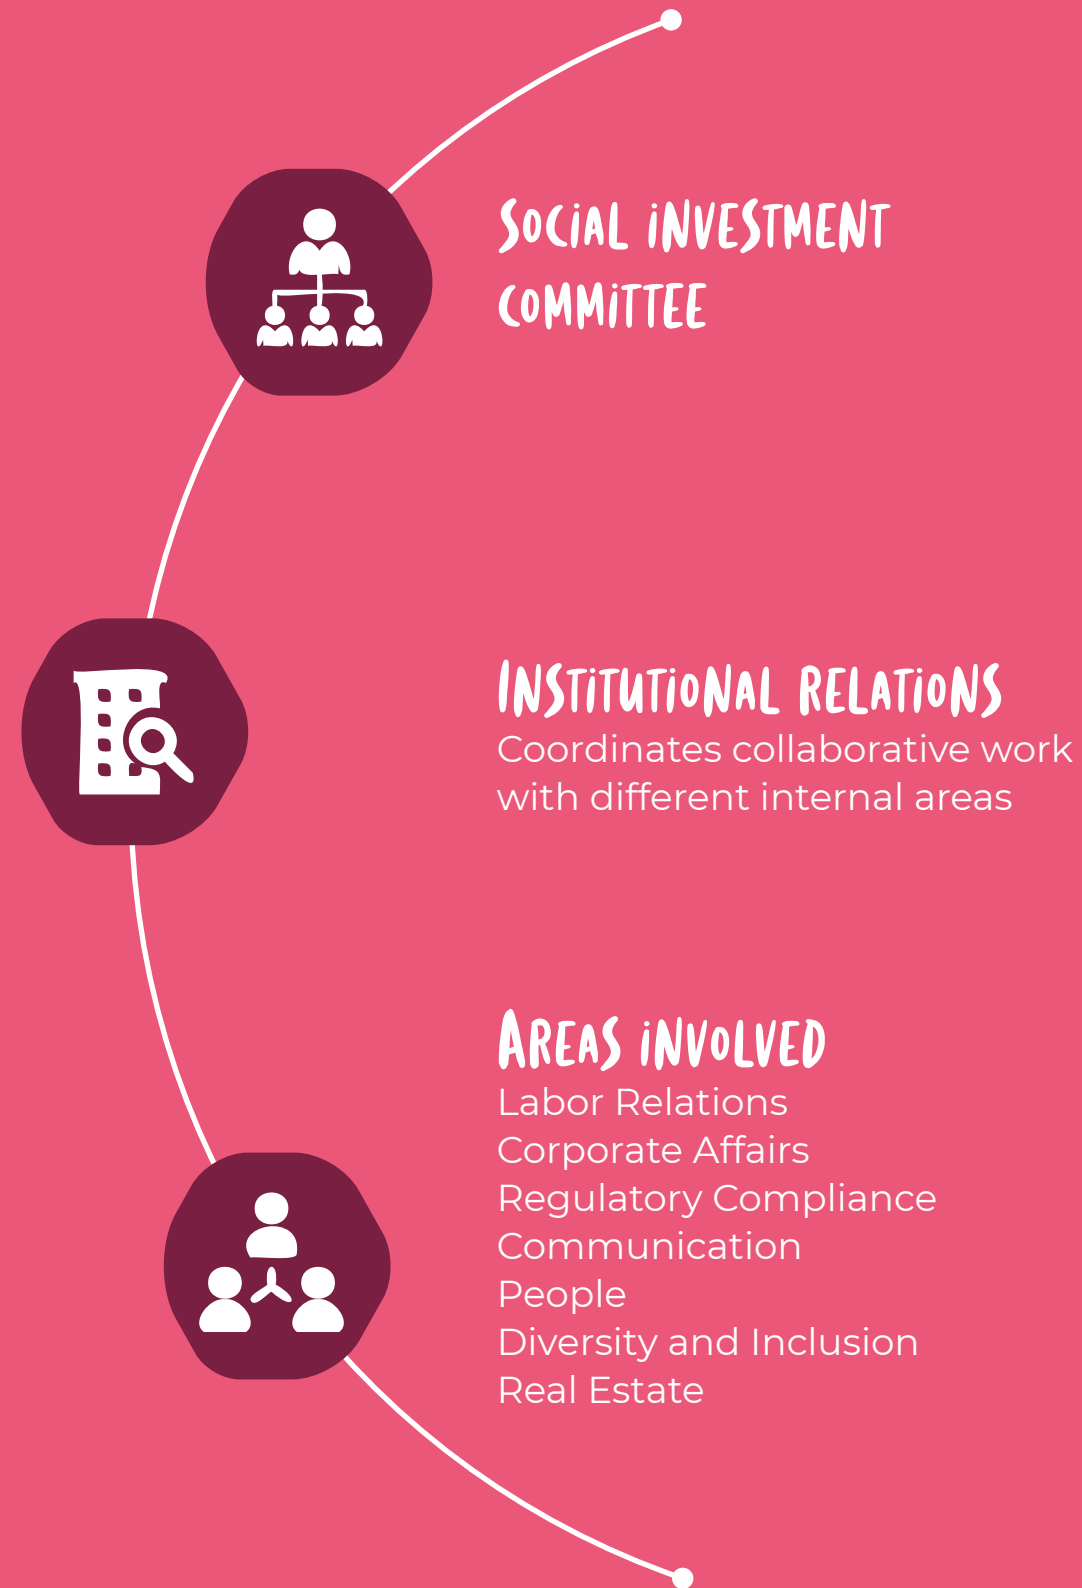 Social investment
committee
Institutional relations
Coordinates collaborative work
with different internal areas
Areas involved
Labor Relations
Corporate Affairs
Regulatory Compliance
Communication
People
Diversity and Inclusion
Real Estate